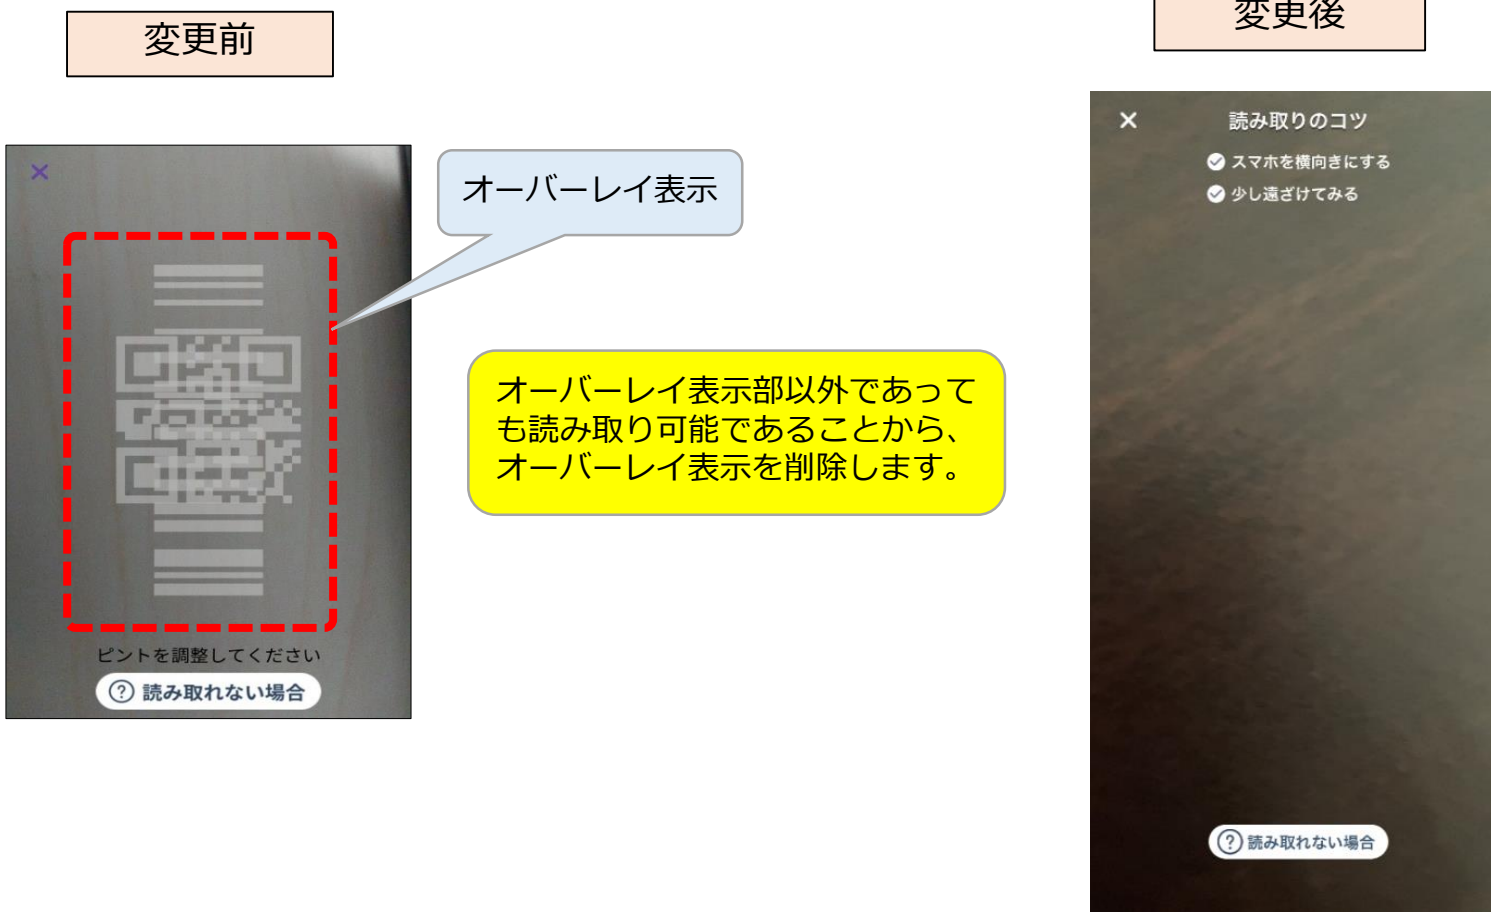 変更前
変更後
オーバーレイ表示
オーバーレイ表示部以外であって
も読み取り可能であることから、
オーバーレイ表示を削除します。
ピントを調整してください
? 読み取れない場合
読み取りのコツ
スマホを横向きにする
少し遠ざけてみる
? 読み取れない場合